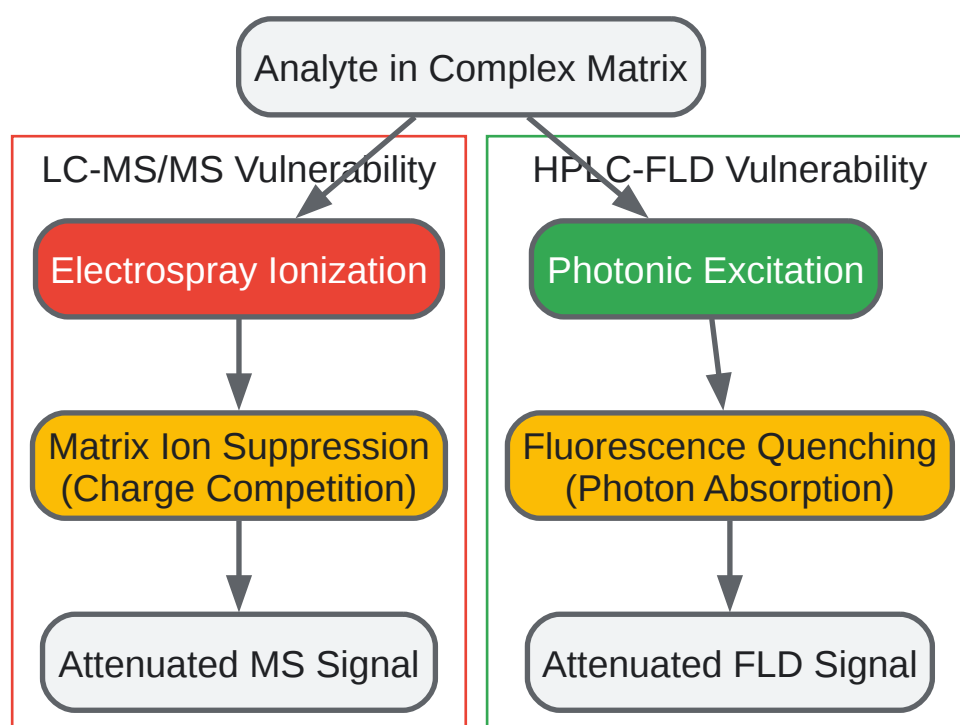 Analyte in Complex Matrix
LC-MS/MS Vulnerability
Electrospray Ionization
Matrix Ion Suppression
(Charge Competition)
Attenuated MS Signal
HPLC-FLD Vulnerability
Photonic Excitation
Fluorescence Quenching
(Photon Absorption)
Attenuated FLD Signal